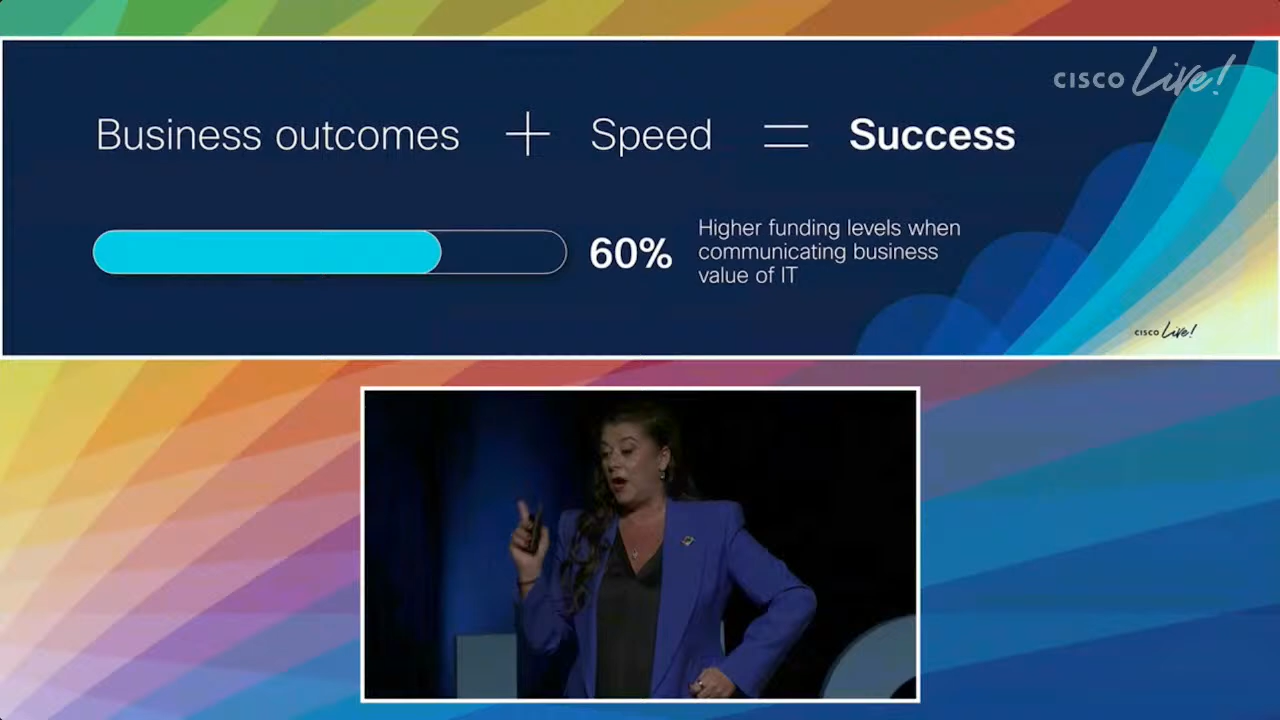 CISCO Live!
Business outcomes + Speed = Success
60%
Higher funding levels when
communicating business
value of IT
CISCO Live!